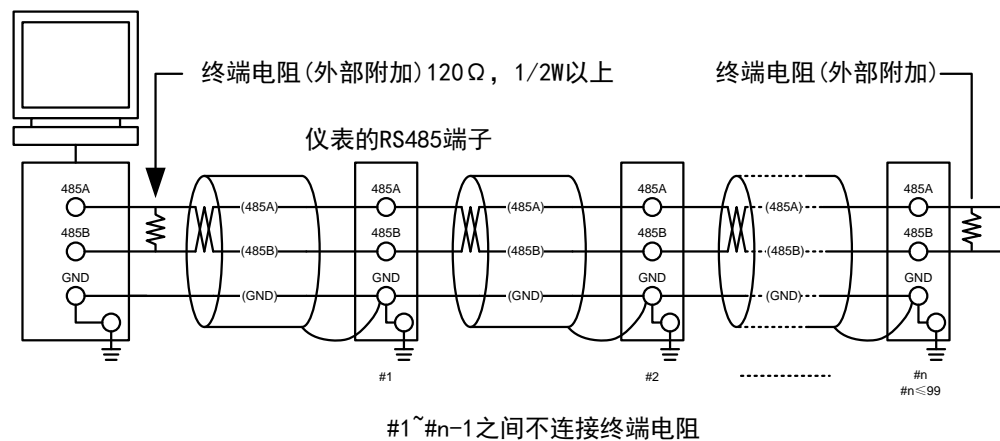 终端电阻(外部附加)120Ω，1/2W以上
终端电阻(外部附加)
仪表的RS485端子
485A
(485A)
485A
(485A)
485A
(485A)
485A
485B
(485B)
485B
(485B)
485B
(485B)
485B
GND
(GND)
GND
(GND)
GND
(GND)
GND
#1
#2
#n
#n≤99
#1~#n-1之间不连接终端电阻